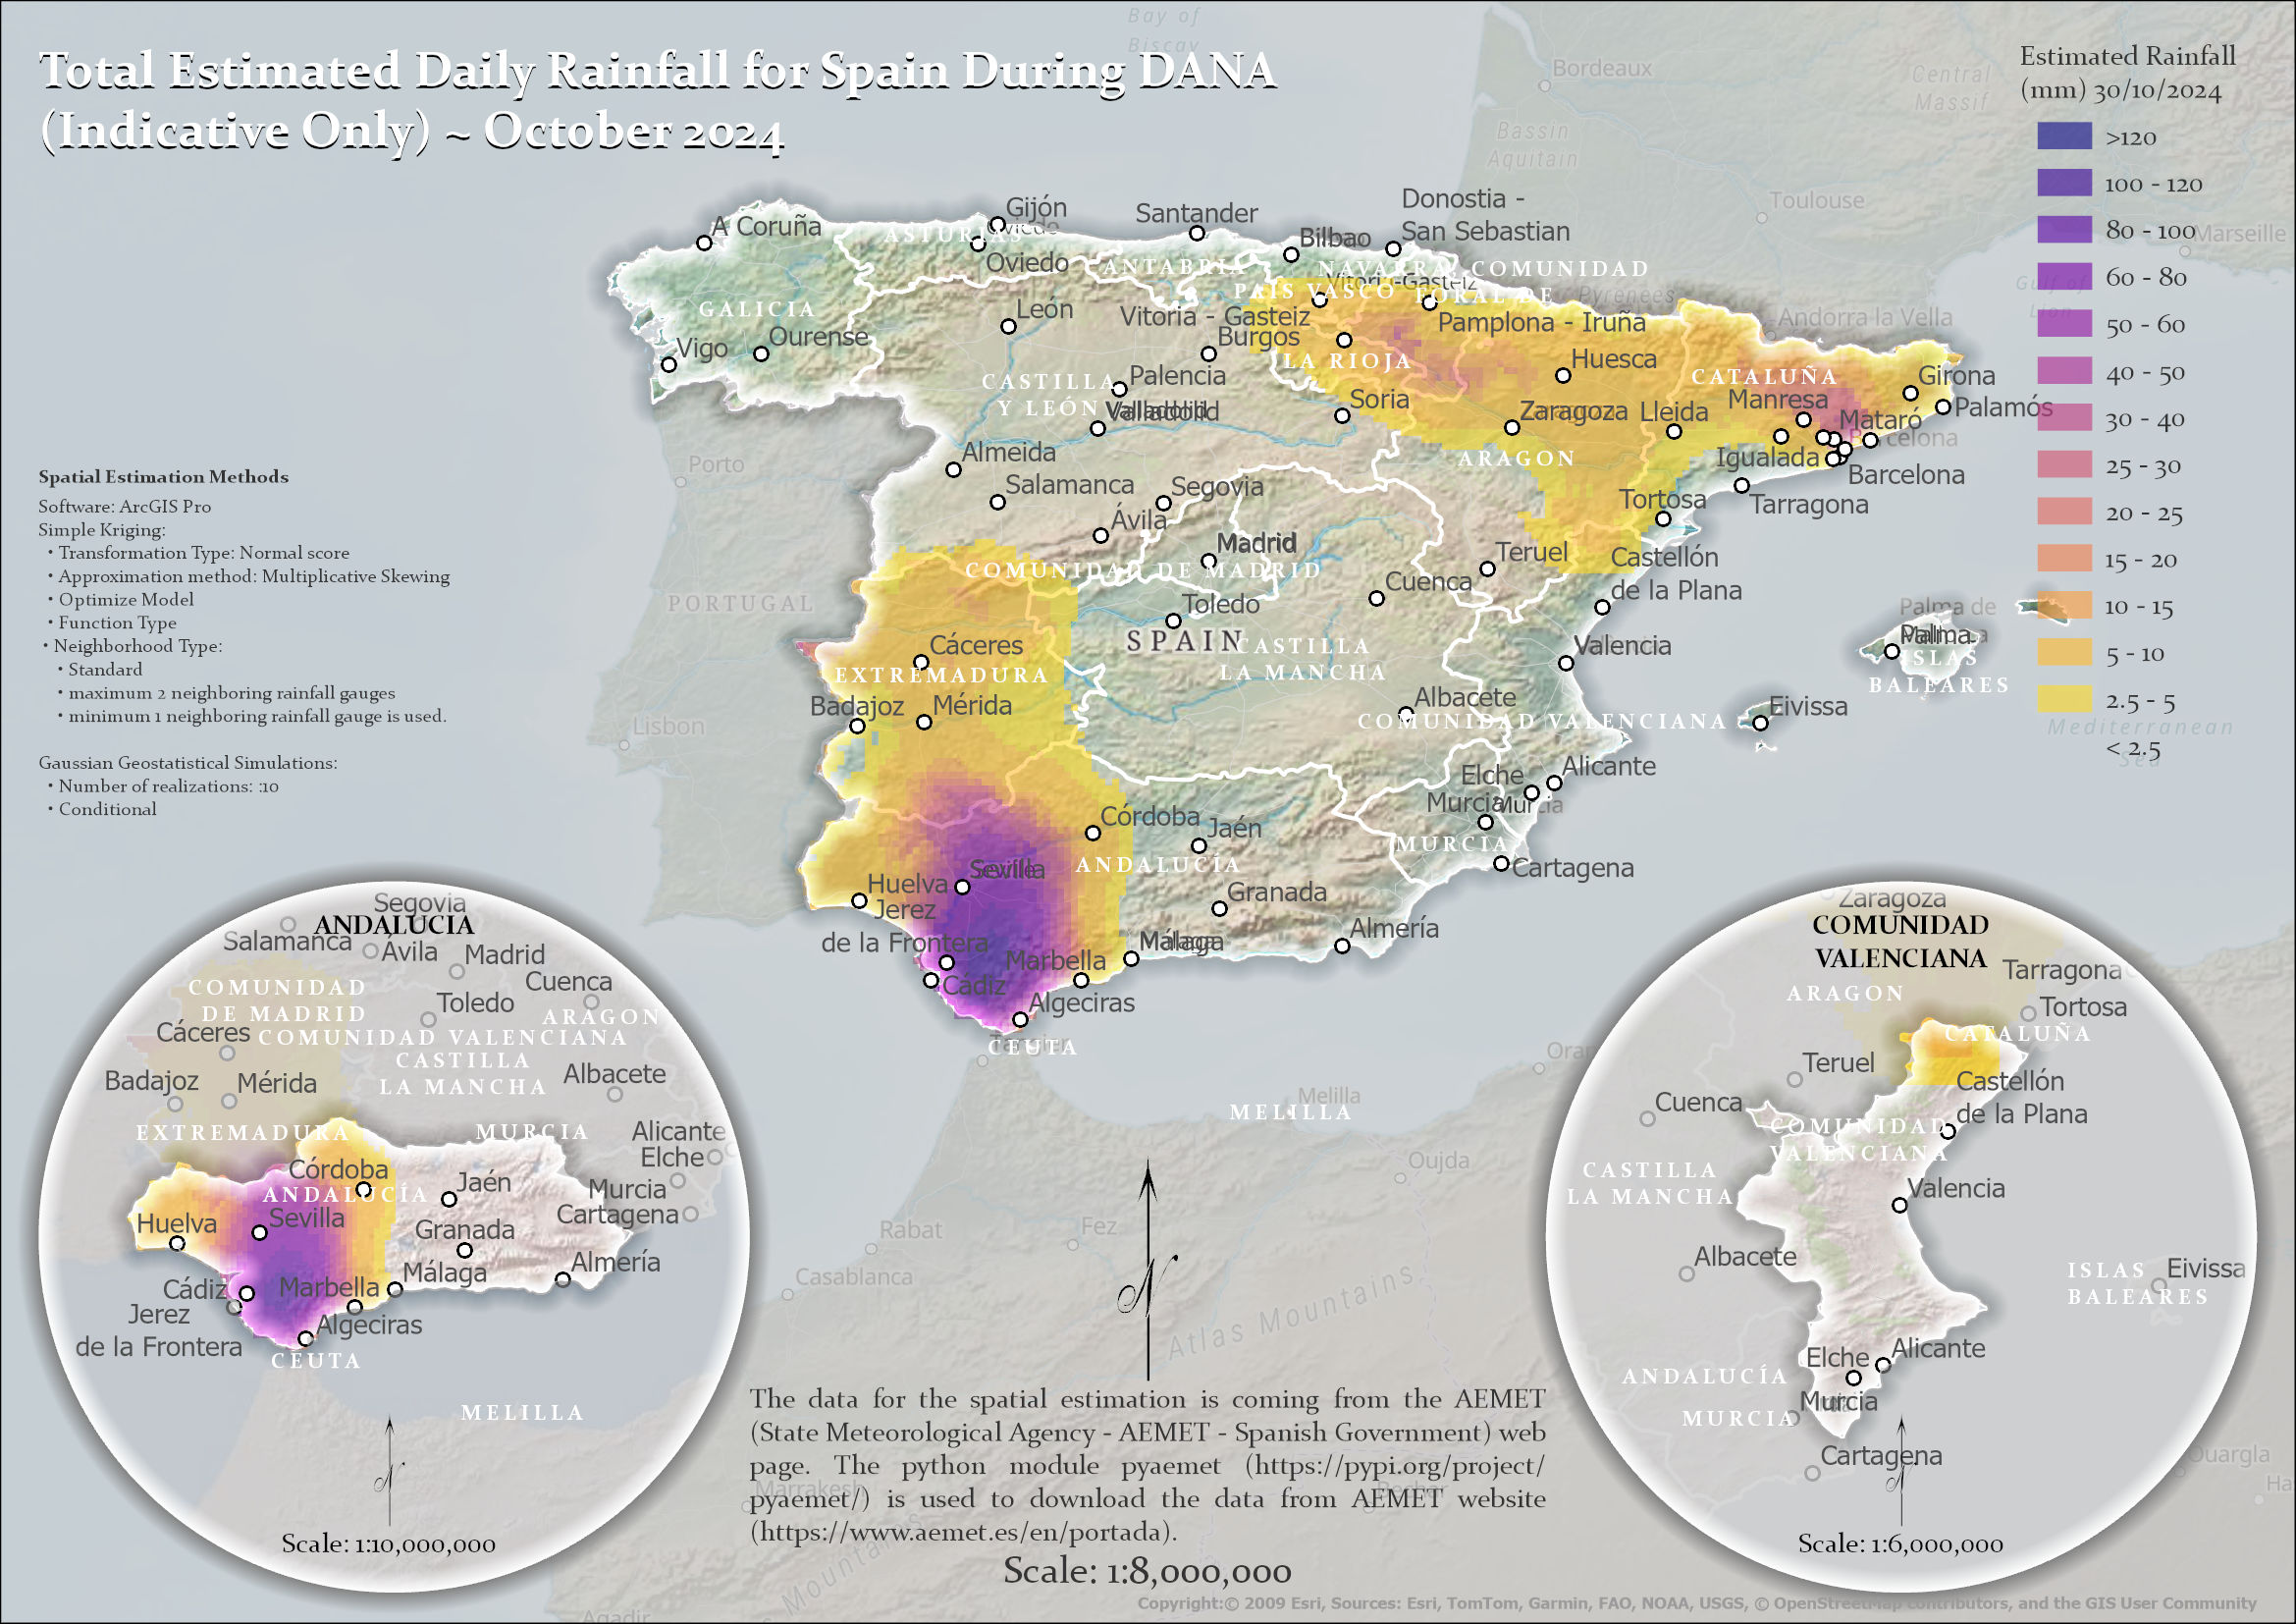 Total Estimated Daily Rainfall for Spain During DANA
(Indicative Only) ~ October 2024
Estimated Rainfall
(mm) 30/10/2024
>120
100 - 120
80 - 100
60 - 80
50 - 60
40 - 50
30 - 40
25 - 30
20 - 25
15 - 20
10 - 15
5 - 10
2.5 - 5
< 2.5
Bay of
Biscay
Bordeaux
Central
Massif
Bassin
Aquitain
Toulouse
Marseille
Gulf of
Lion
Pyrenees
Andorra la Vella
A Coruña
Gijón
Oviedo
ASTURIAS
Oviedo
Santander
ANTABRIA
Bilbao
Donostia -
San Sebastian
NAVARRA, COMUNIDAD
FORAL DE
PAÍS VASCO
Vitoria-Gasteiz
Vitoria - Gasteiz
Pamplona - Iruña
GALICIA
León
Burgos
Ourense
Vigo
LA RIOJA
Huesca
CASTILLA
Y LEÓN
Palencia
Valladolid
Soria
Zaragoza
Lleida
CATALUÑA
Manresa
Girona
Palamós
Mataró
Igualada
Barcelona
Tarragona
ARAGON
Porto
Almeida
Salamanca
Segovia
Ávila
Tortosa
Madrid
COMUNIDAD DE MADRID
Teruel
Castellón
de la Plana
Cuenca
Toledo
PORTUGAL
SPAIN
CASTILLA
LA MANCHA
Cáceres
EXTREMADURA
Valencia
Palma de
Palma
ISLAS
BALEARES
Badajoz
Mérida
Albacete
COMUNIDAD VALENCIANA
Eivissa
Mediterranean
Sea
Lisbon
Elche
Alicante
Murcia
Murcia
MURCIA
Cartagena
Córdoba
Jaén
ANDALUCÍA
Sevilla
Huelva
Granada
Jerez
de la Frontera
Málaga
Almería
Marbella
Cádiz
Algeciras
CEUTA
Oran
Melilla
MELILLA
Oujda
Rabat
Fez
Casablanca
Atlas Mountains
Marrakesh
Bechar
Mountains
Agadir
Ouargla
Spatial Estimation Methods
Software: ArcGIS Pro
Simple Kriging:
• Transformation Type: Normal score
• Approximation method: Multiplicative Skewing
• Optimize Model
• Function Type
• Neighborhood Type:
• Standard
• maximum 2 neighboring rainfall gauges
• minimum 1 neighboring rainfall gauge is used.
Gaussian Geostatistical Simulations:
• Number of realizations: :10
• Conditional
ANDALUCIA
Segovia
Salamanca
Ávila
Madrid
Cuenca
COMUNIDAD
DE MADRID
Toledo
ARAGON
Cáceres
COMUNIDAD VALENCIANA
CASTILLA
LA MANCHA
Badajoz
Mérida
Albacete
EXTREMADURA
MURCIA
Alicante
Elche
Córdoba
Jaén
Murcia
ANDALUCÍA
Cartagena
Huelva
Sevilla
Granada
Almería
Cádiz
Marbella
Málaga
Jerez
de la Frontera
Algeciras
CEUTA
MELILLA
N
Scale: 1:10,000,000
N
The data for the spatial estimation is coming from the AEMET
(State Meteorological Agency - AEMET - Spanish Government) web
page. The python module pyaemet (https://pypi.org/project/
pyaemet/) is used to download the data from AEMET website
(https://www.aemet.es/en/portada).
Scale: 1:8,000,000
Zaragoza
COMUNIDAD
VALENCIANA
Tarragona
ARAGON
Tortosa
CATALUÑA
Teruel
Castellón
de la Plana
Cuenca
COMUNIDAD
VALENCIANA
CASTILLA
LA MANCHA
Valencia
Albacete
ISLAS
BALEARES
Eivissa
Elche
Alicante
ANDALUCÍA
Murcia
MURCIA
Cartagena
N
Scale: 1:6,000,000
Copyright:© 2009 Esri, Sources: Esri, TomTom, Garmin, FAO, NOAA, USGS, © OpenStreetMap contributors, and the GIS User Community